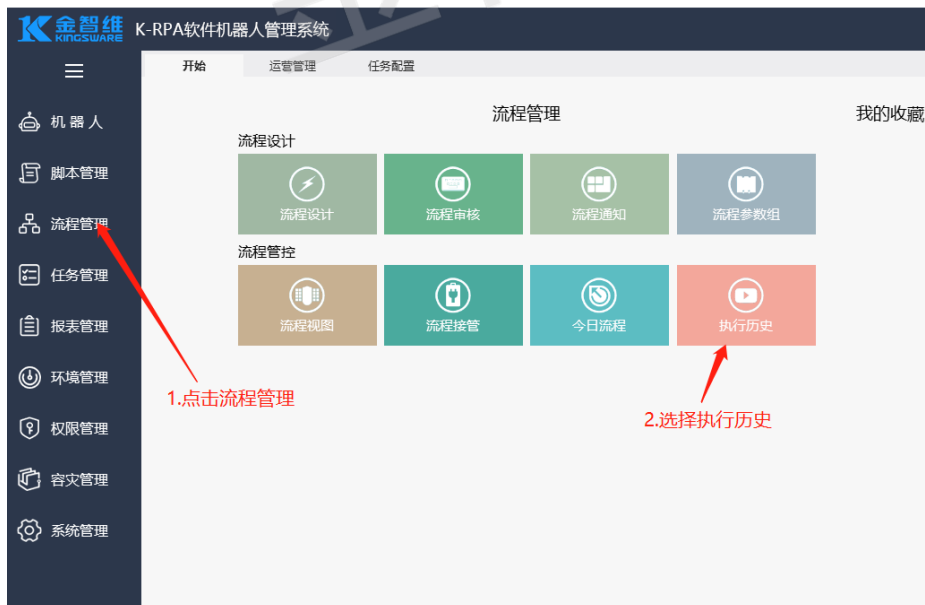 金智维 KINGSWARE K-RPA软件机器人管理系统
开始 运营管理 任务配置
机器人
脚本管理
流程管理
任务管理
报表管理
环境管理
权限管理
容灾管理
系统管理
流程管理
我的收藏
流程设计
流程设计 流程审核 流程通知 流程参数组
流程管控
流程视图 流程接管 今日流程 执行历史
1.点击流程管理
2.选择执行历史